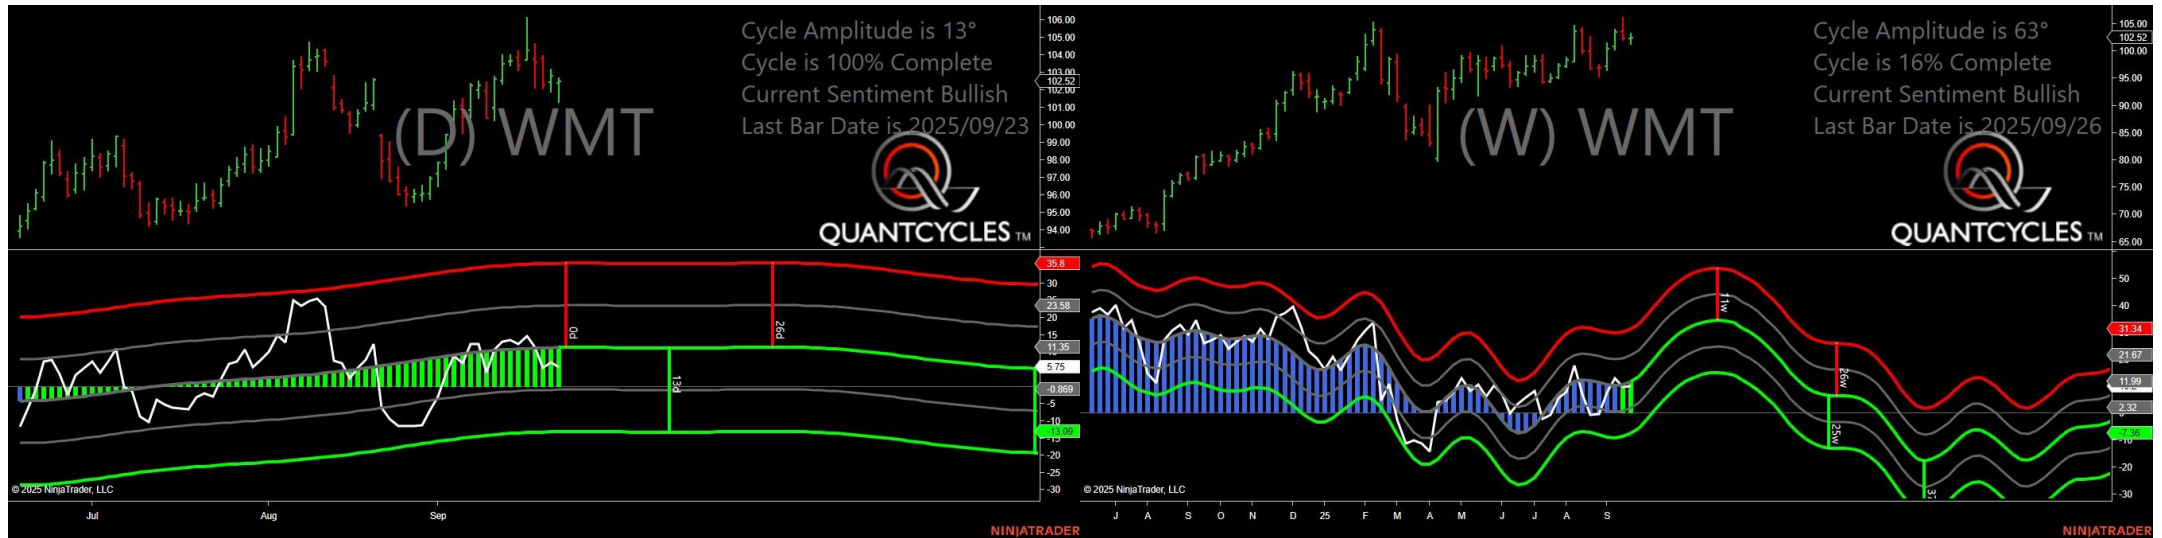 Cycle Amplitude is 13°
Cycle is 100% Complete
Current Sentiment Bullish
Last Bar Date is 2025/09/23
(D) WMT
QUANTCYCLES TM
106.00
105.00
104.00
103.00
102.52
102.00
101.00
100.00
99.00
98.00
97.00
96.00
95.00
94.00
35.8
30
23.58
20
15
11.35
5.75
-0.869
-5
-10
-13.09
-20
-25
-30
0d
26d
13d
© 2025 NinjaTrader, LLC
Jul
Aug
Sep
NINJATRADER
Cycle Amplitude is 63°
Cycle is 16% Complete
Current Sentiment Bullish
Last Bar Date is 2025/09/26
(W) WMT
QUANTCYCLES TM
105.00
102.52
100.00
95.00
90.00
85.00
80.00
75.00
70.00
65.00
50
40
31.34
21.67
11.99
2.32
-7.36
-20
-30
11w
26w
25w
© 2025 NinjaTrader, LLC
J
A
S
O
N
D
25
F
M
A
M
J
J
A
S
NINJATRADER